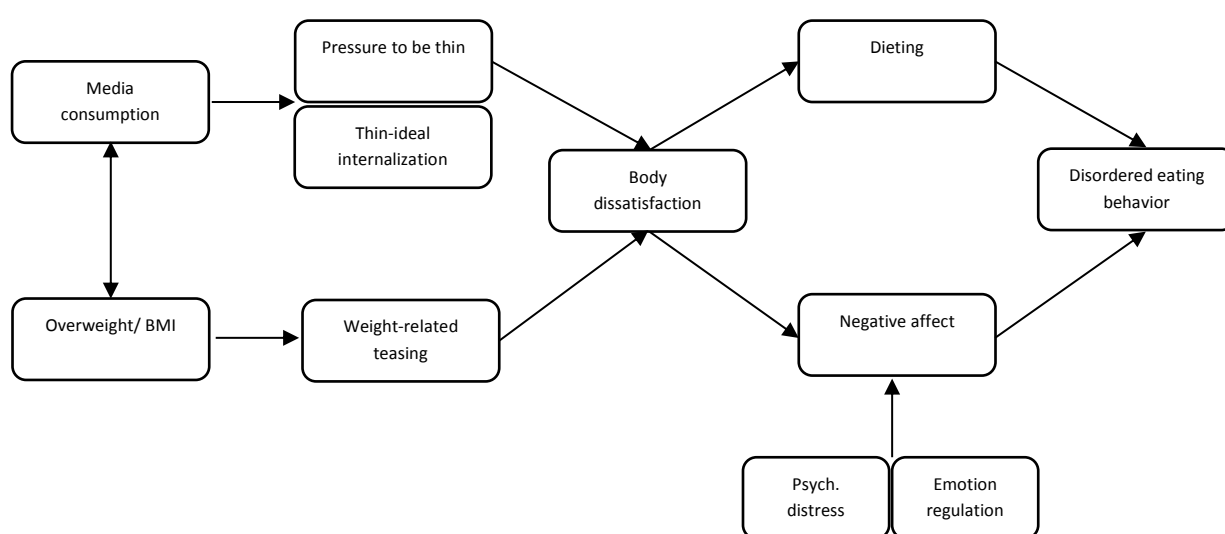 Pressure to be thin
Dieting
Media
consumption
Thin-ideal
internalization
Body
dissatisfaction
Disordered eating
behavior
Overweight/ BMI
Weight-related
teasing
Negative affect
Psych.
distress
Emotion
regulation